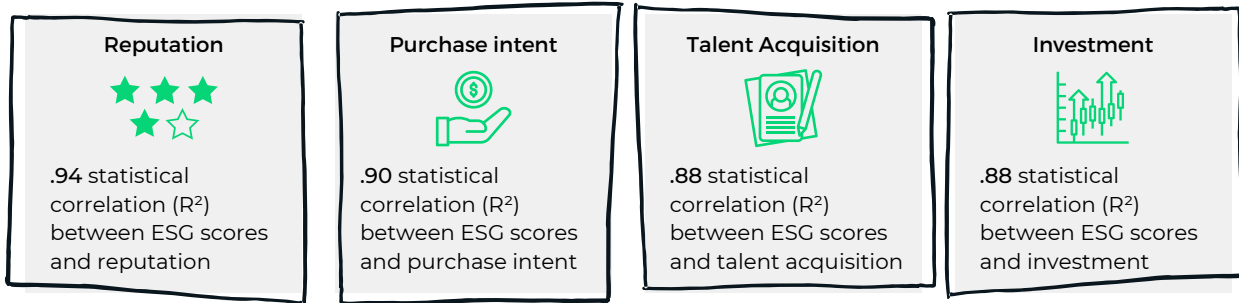 Reputation
.94 statistical
correlation (R²)
between ESG scores
and reputation
Purchase intent
$
.90 statistical
correlation (R²)
between ESG scores
and purchase intent
Talent Acquisition
.88 statistical
correlation (R²)
between ESG scores
and talent acquisition
Investment
.88 statistical
correlation (R²)
between ESG scores
and investment